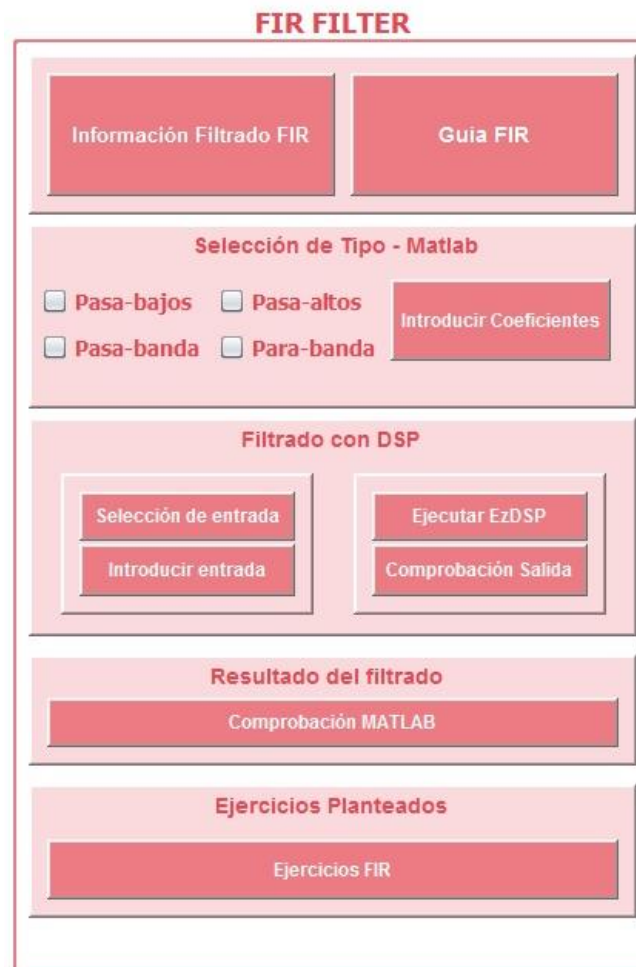 FIR FILTER
Información Filtrado FIR
Guia FIR
Selección de Tipo - Matlab
Pasa-bajos
Pasa-altos
Pasa-banda
Para-banda
Introducir Coeficientes
Filtrado con DSP
Selección de entrada
Introducir entrada
Ejecutar EzDSP
Comprobación Salida
Resultado del filtrado
Comprobación MATLAB
Ejercicios Planteados
Ejercicios FIR